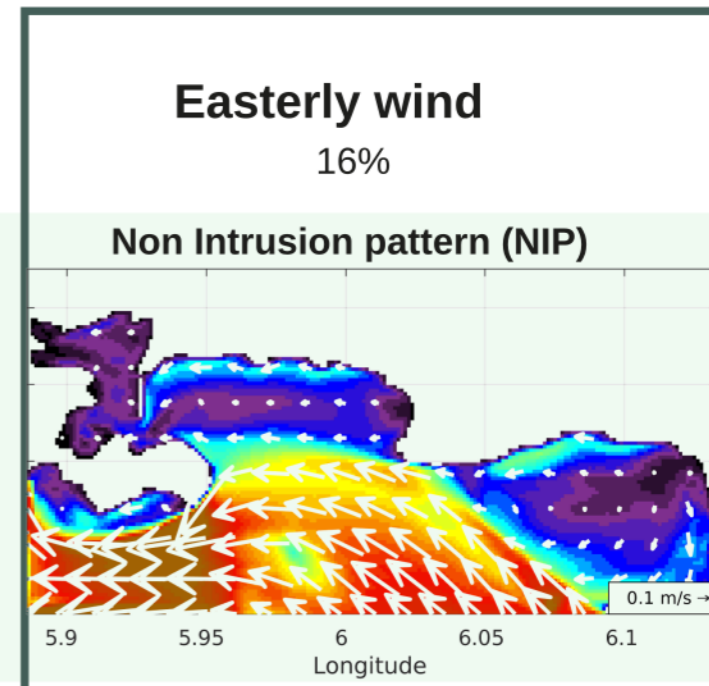 Easterly wind
16%
Non Intrusion pattern (NIP)
0.1 m/s →
5.9 5.95 6 6.05 6.1
Longitude